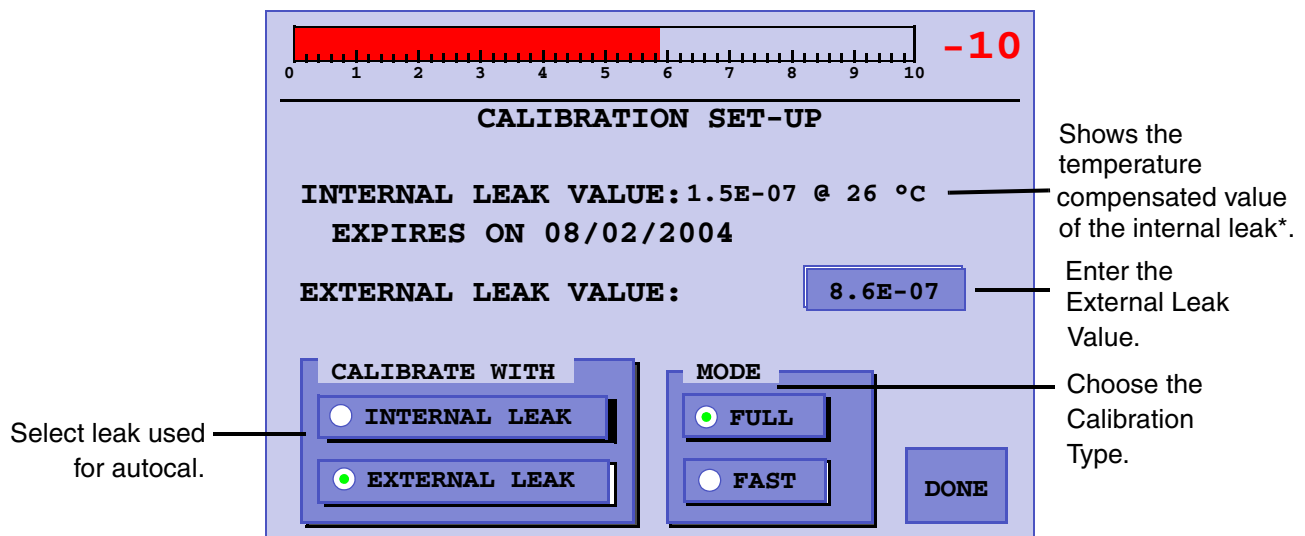 -10
0 1 2 3 4 5 6 7 8 9 10
CALIBRATION SET-UP
INTERNAL LEAK VALUE: 1.5E-07 @ 26 ºC
EXPIRES ON 08/02/2004
EXTERNAL LEAK VALUE: 8.6E-07
CALIBRATE WITH
INTERNAL LEAK
EXTERNAL LEAK
MODE
FULL
FAST
DONE
Shows the
temperature
compensated value
of the internal leak*.
Enter the
External Leak
Value.
Choose the
Calibration
Type.
Select leak used
for autocal.